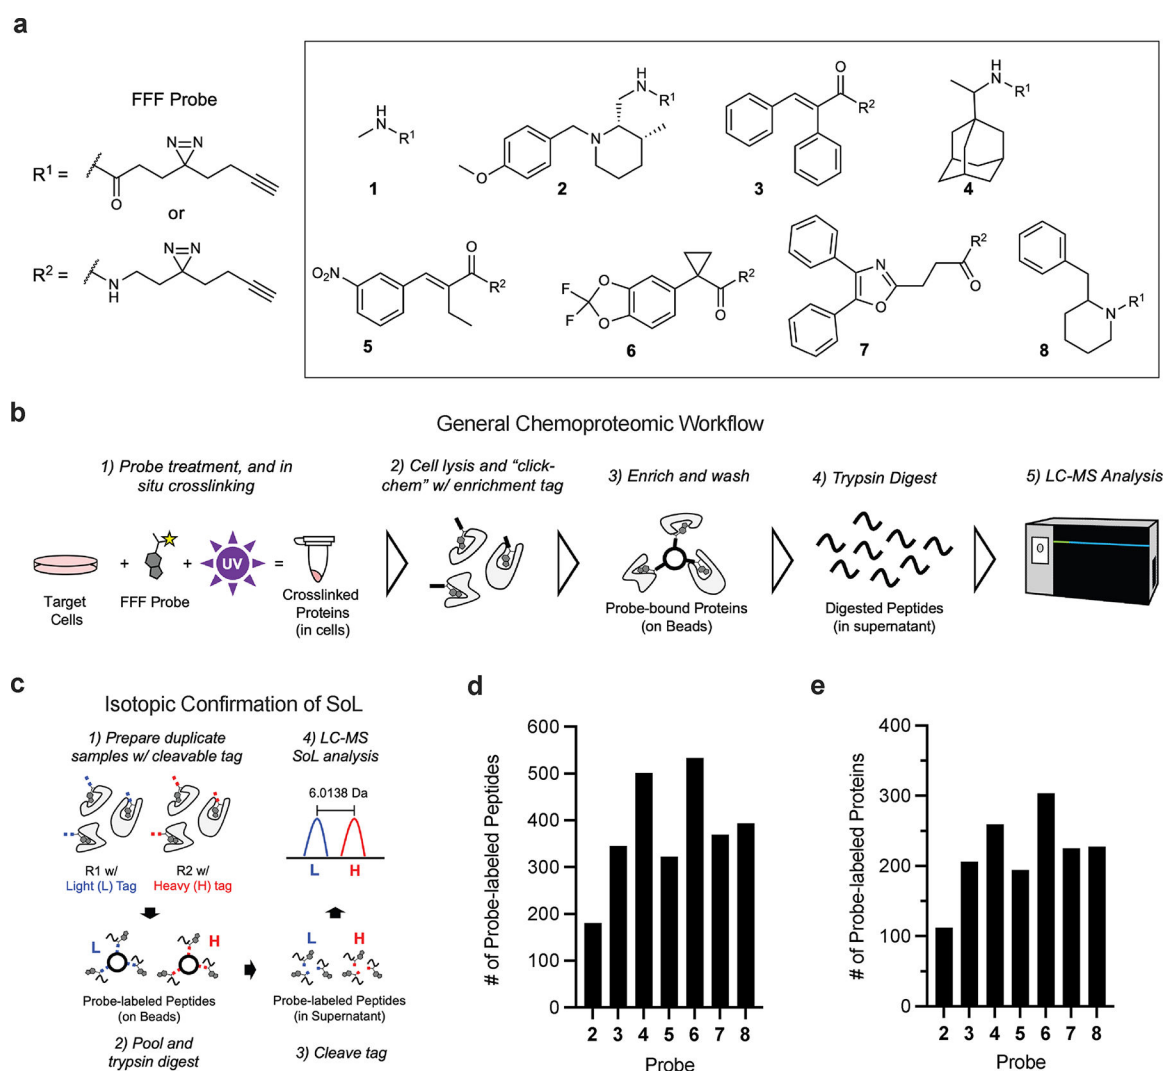 a
FFF Probe
R1 =
N=N
O
or
R2 =
N=N
N
H
H
N
R1
1
H
N
R1
N
O
2
O
R2
3
H
N
R1
4
O2N
O
R2
5
F
F
O
O
R2
O
6
N
O
R2
O
7
N
R1
8
b
General Chemoproteomic Workflow
1) Probe treatment, and in
situ crosslinking
2) Cell lysis and “click-
chem” w/ enrichment tag
3) Enrich and wash
4) Trypsin Digest
5) LC-MS Analysis
+
+
UV
=
Target
Cells
FFF Probe
Crosslinked
Proteins
(in cells)
Probe-bound Proteins
(on Beads)
Digested Peptides
(in supernatant)
c
Isotopic Confirmation of SoL
1) Prepare duplicate
samples w/ cleavable tag
4) LC-MS
SoL analysis
6.0138 Da
L
H
R1 w/
Light (L) Tag
R2 w/
Heavy (H) tag
L
H
L
H
Probe-labeled Peptides
(on Beads)
Probe-labeled Peptides
(in Supernatant)
2) Pool and
trypsin digest
3) Cleave tag
d
# of Probe-labeled Peptides
600
500
400
300
200
100
0
2 3 4 5 6 7 8
Probe
e
# of Probe-labeled Proteins
400
300
200
100
0
2 3 4 5 6 7 8
Probe